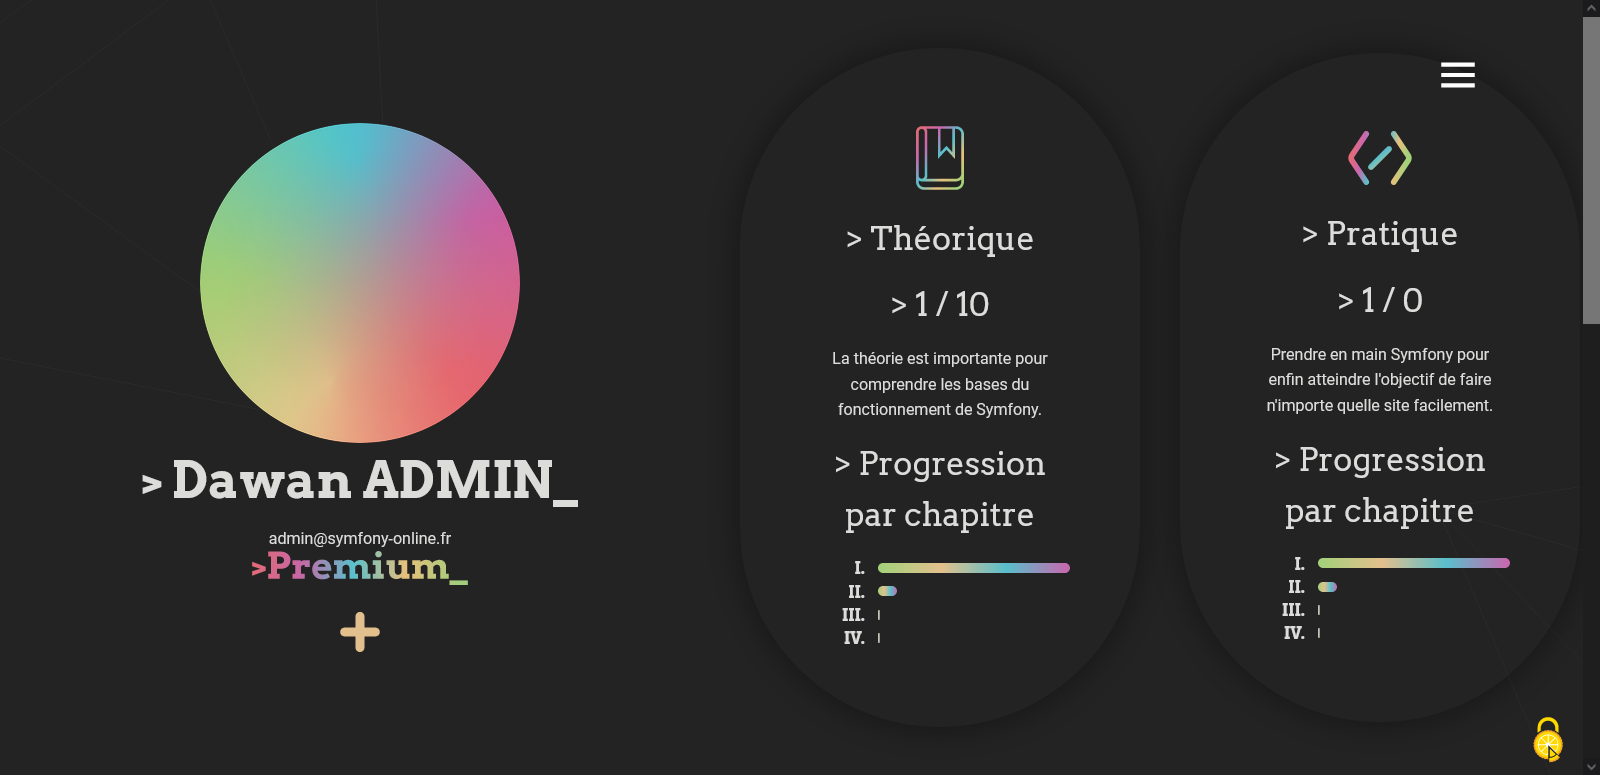 > Dawan ADMIN_
admin@symfony-online.fr
>Premium_
> Théorique
> 1 / 10
La théorie est importante pour
comprendre les bases du
fonctionnement de Symfony.
> Progression
par chapitre
I.
II.
III.
IV.
> Pratique
> 1 / 0
Prendre en main Symfony pour
enfin atteindre l'objectif de faire
n'importe quelle site facilement.
> Progression
par chapitre
I.
II.
III.
IV.